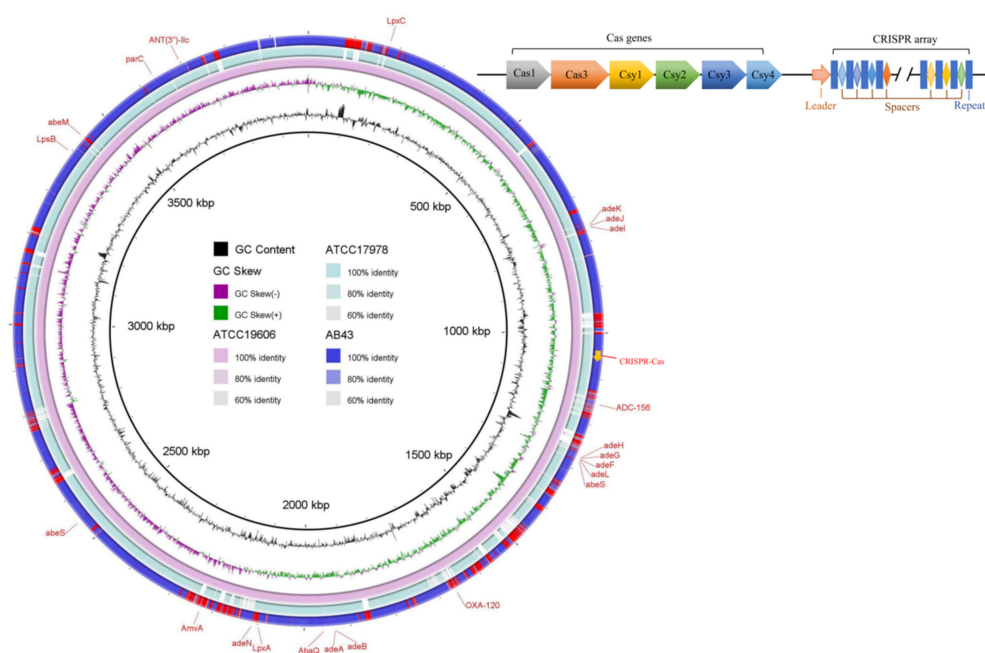 LpxC
ANT(3")-IIc
parC
abeM
LpsB
Cas genes
CRISPR array
Cas1
Cas3
Csy1
Csy2
Csy3
Csy4
Leader
Spacers
Repeat
3500 kbp
500 kbp
adeK
adeJ
adeI
GC Content
GC Skew
GC Skew(-)
GC Skew(+)
ATCC19606
100% identity
80% identity
60% identity
ATCC17978
100% identity
80% identity
60% identity
AB43
100% identity
80% identity
60% identity
3000 kbp
1000 kbp
CRISPR-Cas
ADC-156
adeH
adeG
adeF
adeL
abeS
2500 kbp
1500 kbp
2000 kbp
abeS
OXA-120
AmvA
adeN
LpxA
AbaQ
adeA
adeB